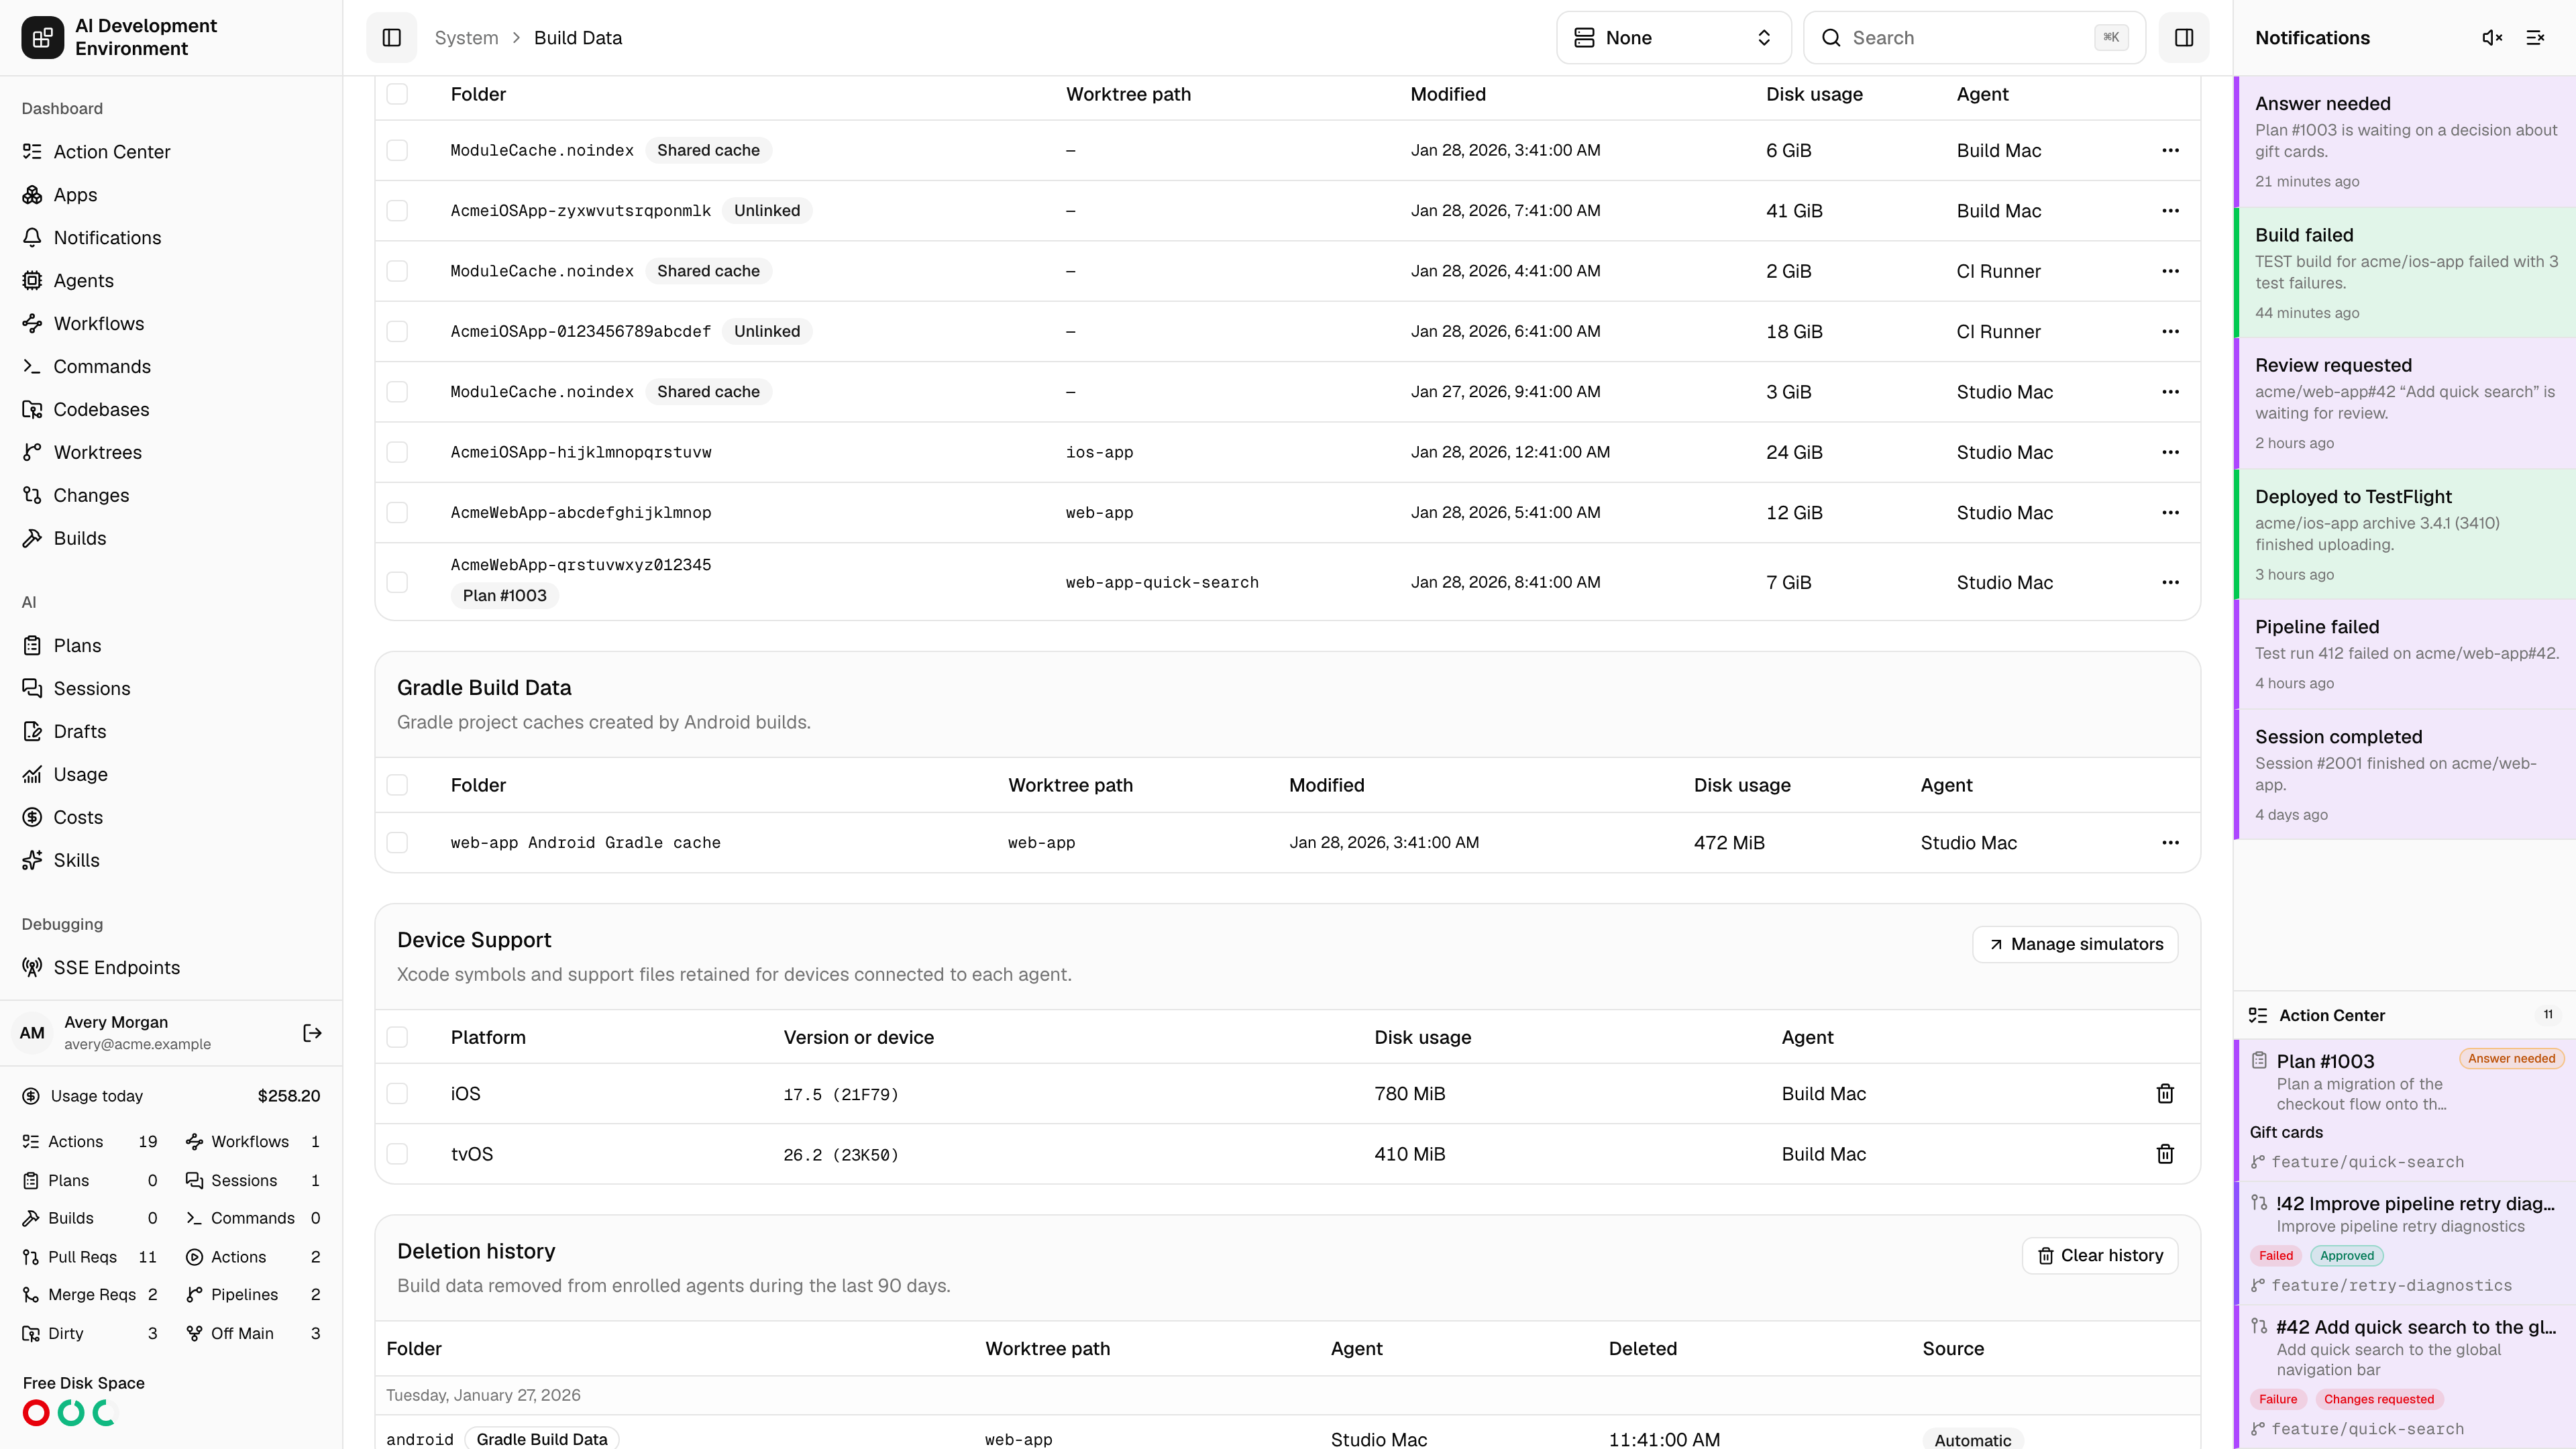 AI Development
Environment
Dashboard
Action Center
Apps
Notifications
Agents
Workflows
Commands
Codebases
Worktrees
Changes
Builds
AI
Plans
Sessions
Drafts
Usage
Costs
Skills
Debugging
SSE Endpoints
AM
Avery Morgan
avery@acme.example
Usage today $258.20
Actions 19 Workflows 1
Plans 0 Sessions 1
Builds 0 Commands 0
Pull Reqs 11 Actions 2
Merge Reqs 2 Pipelines 2
Dirty 3 Off Main 3
Free Disk Space
System > Build Data
None
Search ⌘K
Folder Worktree path Modified Disk usage Agent
ModuleCache.noindex Shared cache – Jan 28, 2026, 3:41:00 AM 6 GiB Build Mac
AcmeiOSApp-zyxwvutsrqponmlk Unlinked – Jan 28, 2026, 7:41:00 AM 41 GiB Build Mac
ModuleCache.noindex Shared cache – Jan 28, 2026, 4:41:00 AM 2 GiB CI Runner
AcmeiOSApp-0123456789abcdef Unlinked – Jan 28, 2026, 6:41:00 AM 18 GiB CI Runner
ModuleCache.noindex Shared cache – Jan 27, 2026, 9:41:00 AM 3 GiB Studio Mac
AcmeiOSApp-hijklmnopqrstuvw ios-app Jan 28, 2026, 12:41:00 AM 24 GiB Studio Mac
AcmeWebApp-abcdefghijklmnop web-app Jan 28, 2026, 5:41:00 AM 12 GiB Studio Mac
AcmeWebApp-qrstuvwxyz012345
Plan #1003
web-app-quick-search Jan 28, 2026, 8:41:00 AM 7 GiB Studio Mac
Gradle Build Data
Gradle project caches created by Android builds.
Folder Worktree path Modified Disk usage Agent
web-app Android Gradle cache web-app Jan 28, 2026, 3:41:00 AM 472 MiB Studio Mac
Device Support
Xcode symbols and support files retained for devices connected to each agent.
Manage simulators
Platform Version or device Disk usage Agent
iOS 17.5 (21F79) 780 MiB Build Mac
tvOS 26.2 (23K50) 410 MiB Build Mac
Deletion history
Build data removed from enrolled agents during the last 90 days.
Clear history
Folder Worktree path Agent Deleted Source
Tuesday, January 27, 2026
android Gradle Build Data web-app Studio Mac 11:41:00 AM Automatic
Notifications
Answer needed
Plan #1003 is waiting on a decision about
gift cards.
21 minutes ago
Build failed
TEST build for acme/ios-app failed with 3
test failures.
44 minutes ago
Review requested
acme/web-app#42 “Add quick search” is
waiting for review.
2 hours ago
Deployed to TestFlight
acme/ios-app archive 3.4.1 (3410)
finished uploading.
3 hours ago
Pipeline failed
Test run 412 failed on acme/web-app#42.
4 hours ago
Session completed
Session #2001 finished on acme/web-
app.
4 days ago
Action Center 11
Plan #1003 Answer needed
Plan a migration of the
checkout flow onto th...
Gift cards
feature/quick-search
!42 Improve pipeline retry diag...
Improve pipeline retry diagnostics
Failed Approved
feature/retry-diagnostics
#42 Add quick search to the gl...
Add quick search to the global
navigation bar
Failure Changes requested
feature/quick-search